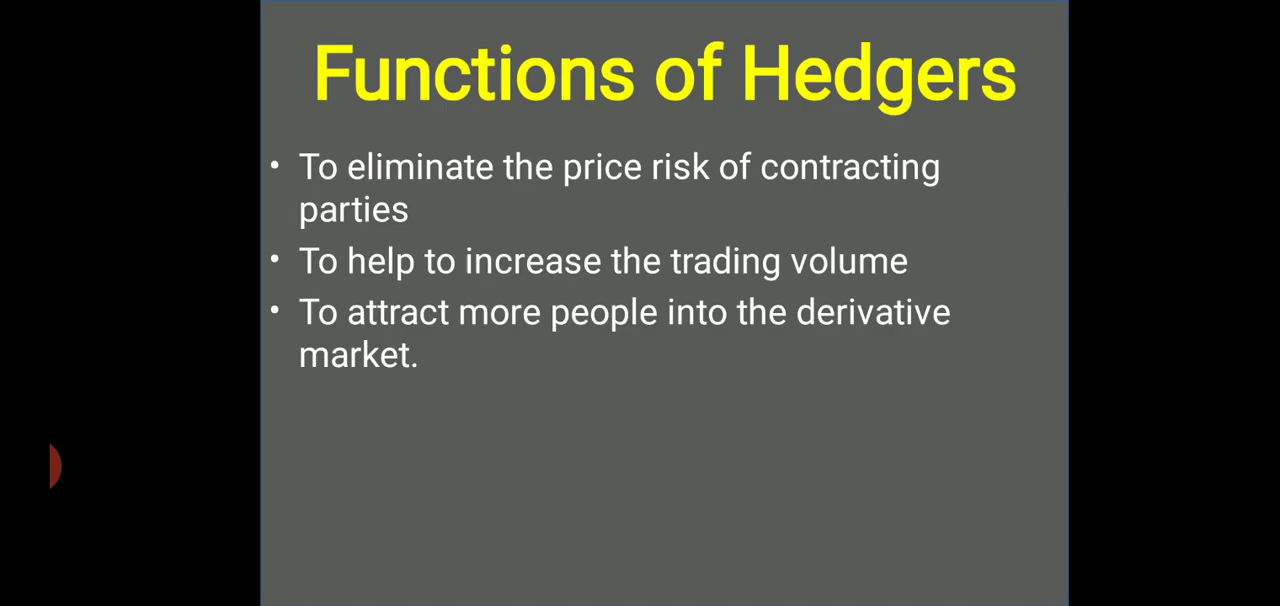 Functions of Hedgers
• To eliminate the price risk of contracting
parties
• To help to increase the trading volume
• To attract more people into the derivative
market.